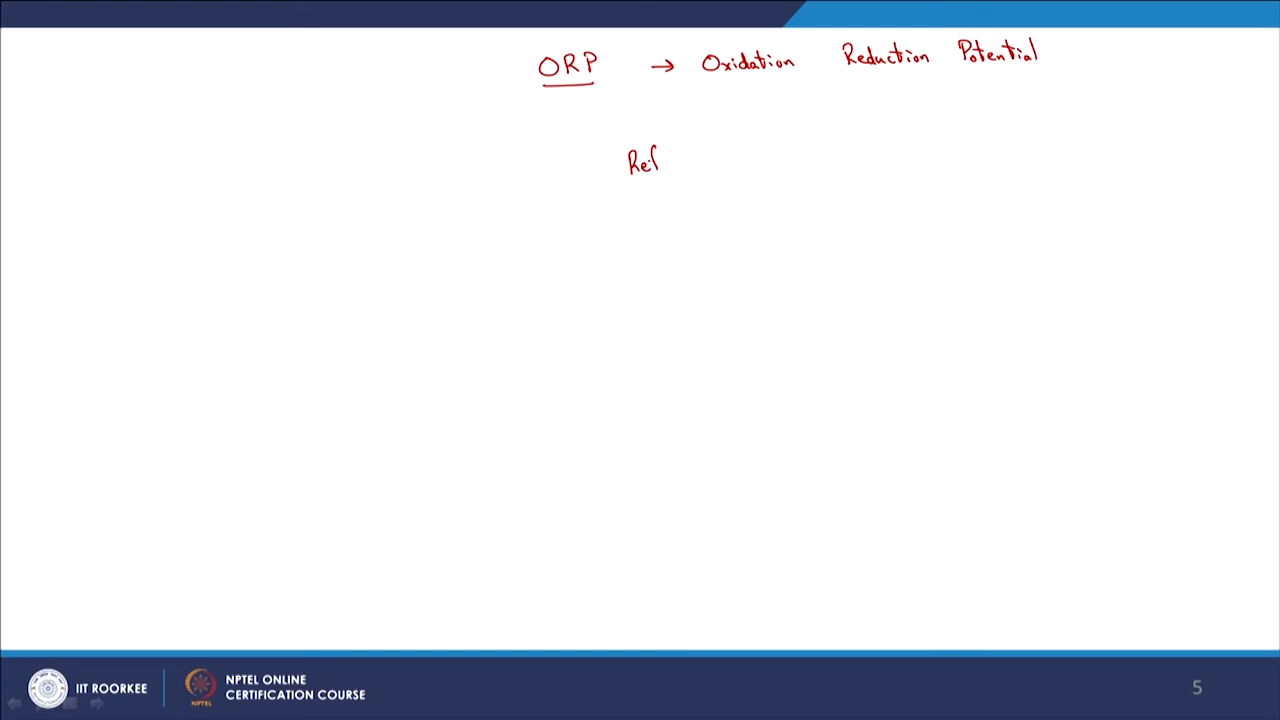 ORP → Oxidation Reduction Potential
Ref
IIT ROORKEE
NPTEL ONLINE
CERTIFICATION COURSE
5